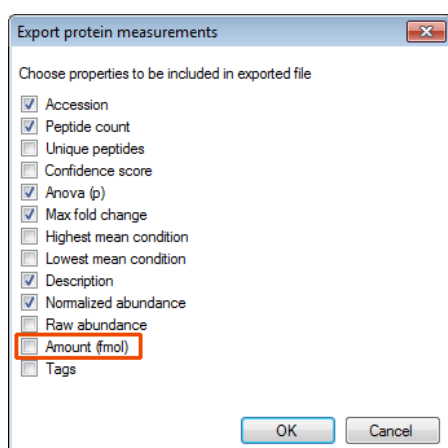 Export protein measurements
Choose properties to be included in exported file
Accession
Peptide count
Unique peptides
Confidence score
Anova (p)
Max fold change
Highest mean condition
Lowest mean condition
Description
Normalized abundance
Raw abundance
Amount (fmol)
Tags
OK Cancel